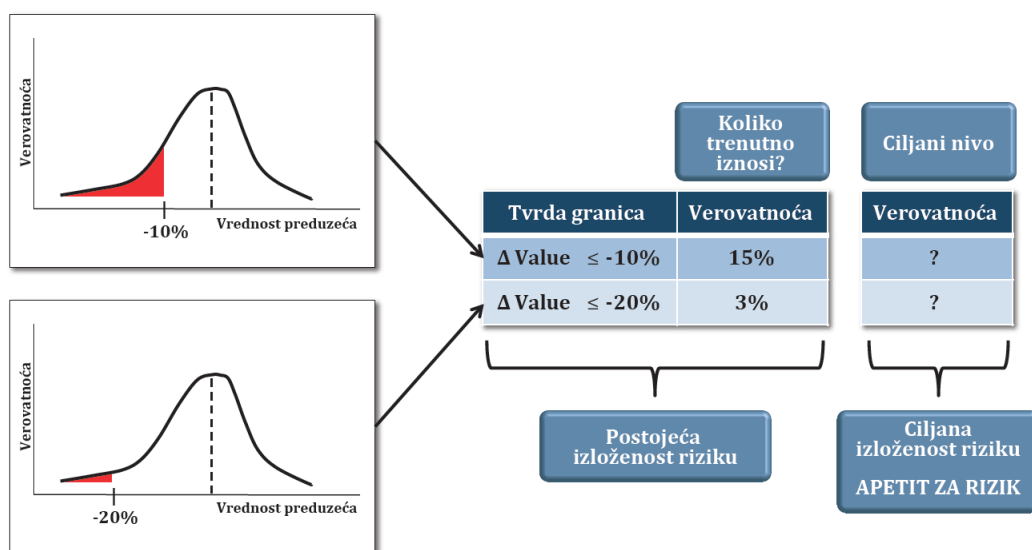 Verovatnoća
-10%
Vrednost preduzeća
Verovatnoća
-20%
Vrednost preduzeća
Koliko
trenutno
iznosi?
Ciljani nivo
Tvrda granica Verovatnoća Verovatnoća
Δ Value ≤ -10% 15% ?
Δ Value ≤ -20% 3% ?
Postojeća
izloženost riziku
Ciljana
izloženost riziku
APETIT ZA RIZIK